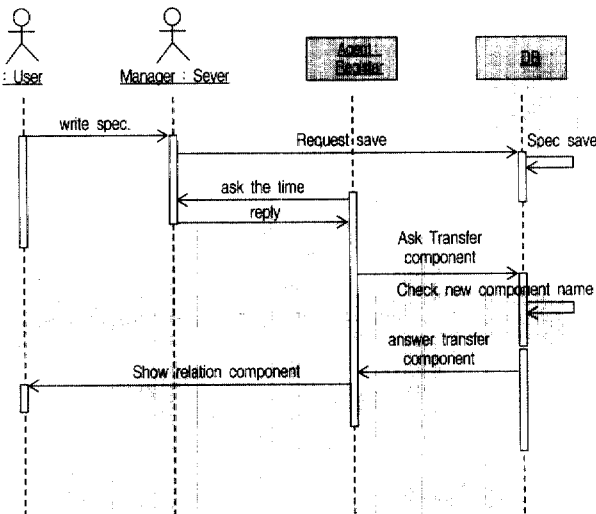 : User
Manager : Sever
Agent :
Register
DB
write spec.
Request save
Spec save
ask the time
reply
Ask Transfer
component
Check new component name
answer transfer
component
Show relation component